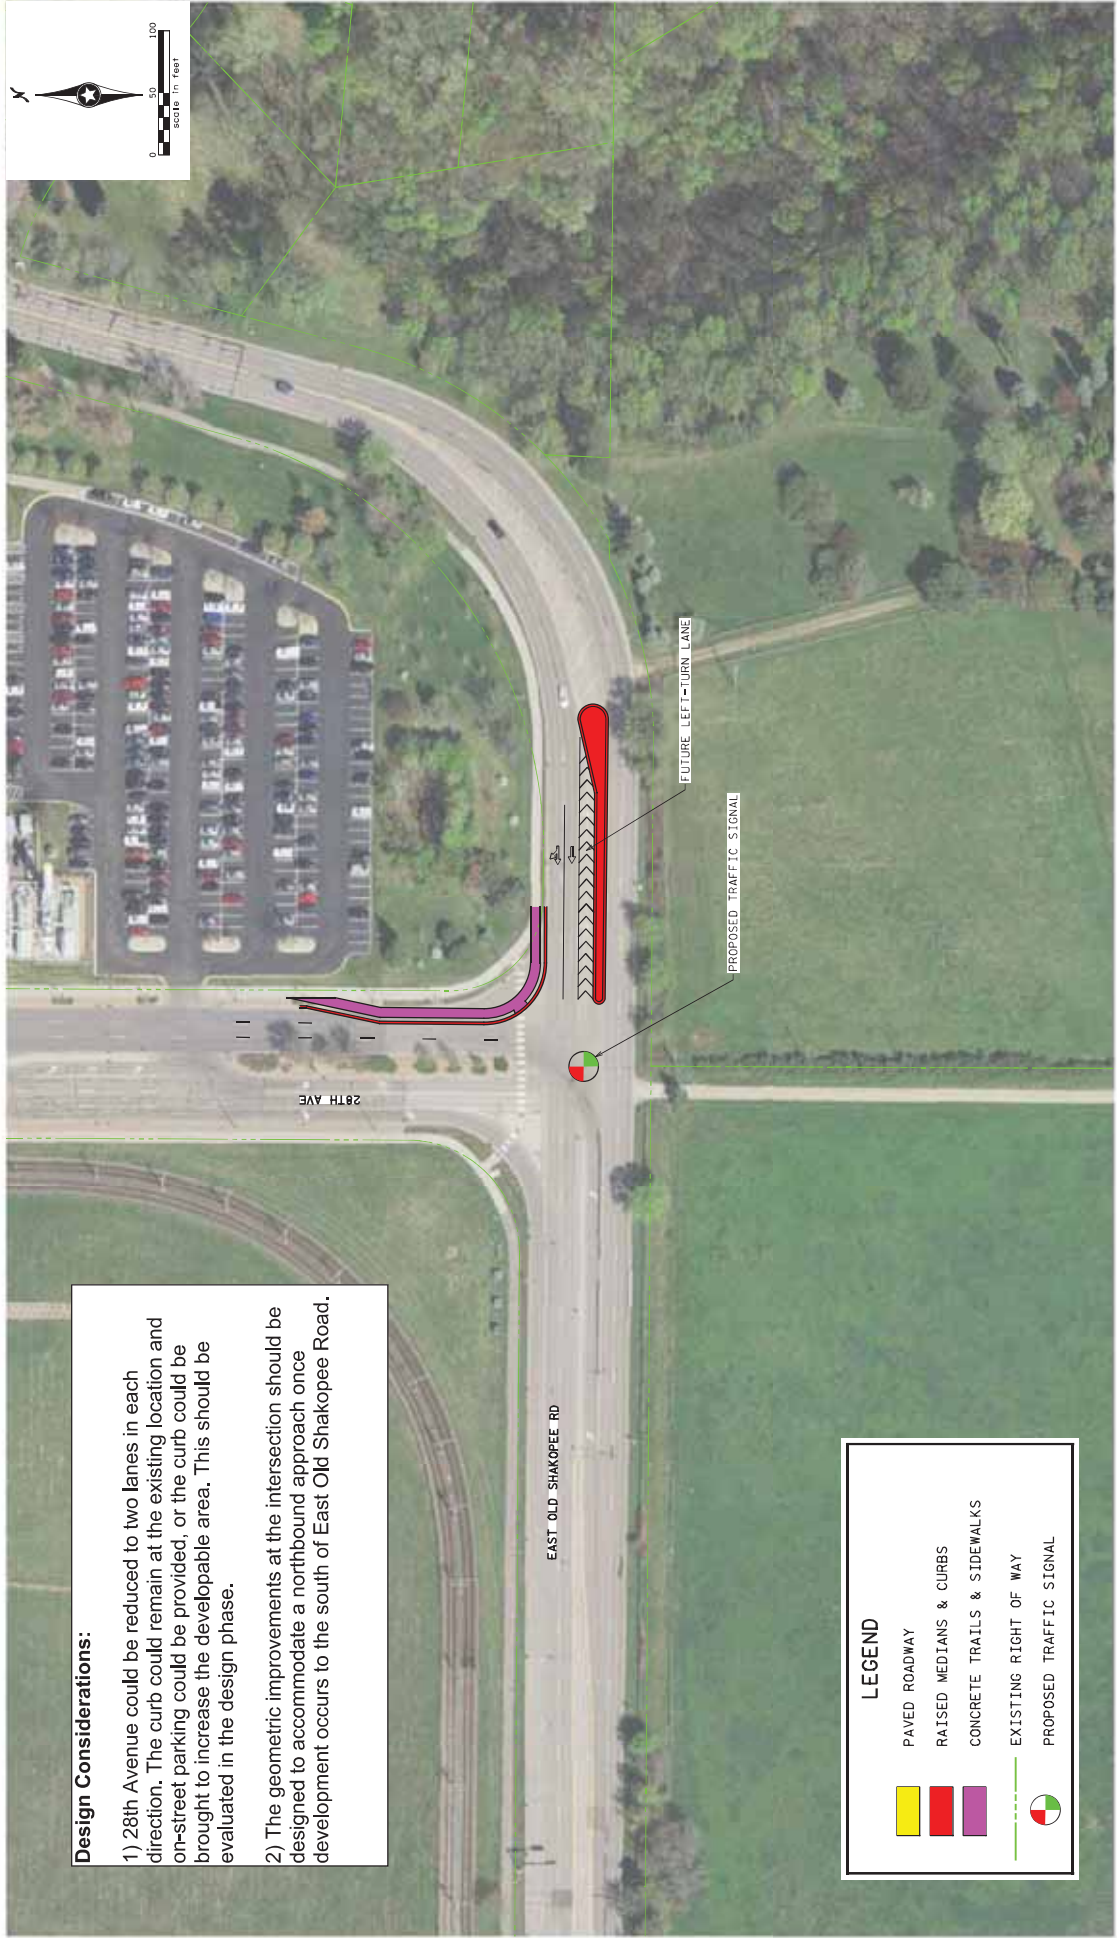 Design Considerations:
1) 28th Avenue could be reduced to two lanes in each
direction. The curb could remain at the existing location and
on-street parking could be provided, or the curb could be
brought to increase the developable area. This should be
evaluated in the design phase.
2) The geometric improvements at the intersection should be
designed to accommodate a northbound approach once
development occurs to the south of East Old Shakopee Road.
N
0
50
100
scale in feet
28TH AVE
EAST OLD SHAKOPEE RD
FUTURE LEFT-TURN LANE
PROPOSED TRAFFIC SIGNAL
LEGEND
PAVED ROADWAY
RAISED MEDIANS & CURBS
CONCRETE TRAILS & SIDEWALKS
EXISTING RIGHT OF WAY
PROPOSED TRAFFIC SIGNAL